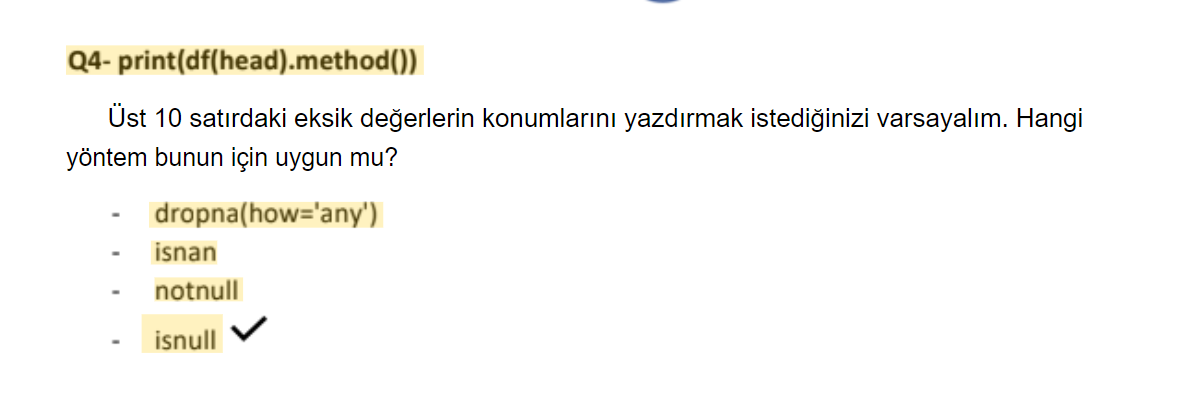 Q4- print(df(head).method())
Üst 10 satırdaki eksik değerlerin konumlarını yazdırmak istediğinizi varsayalım. Hangi
yöntem bunun için uygun mu?
- dropna(how='any')
- isnan
- notnull
- isnull